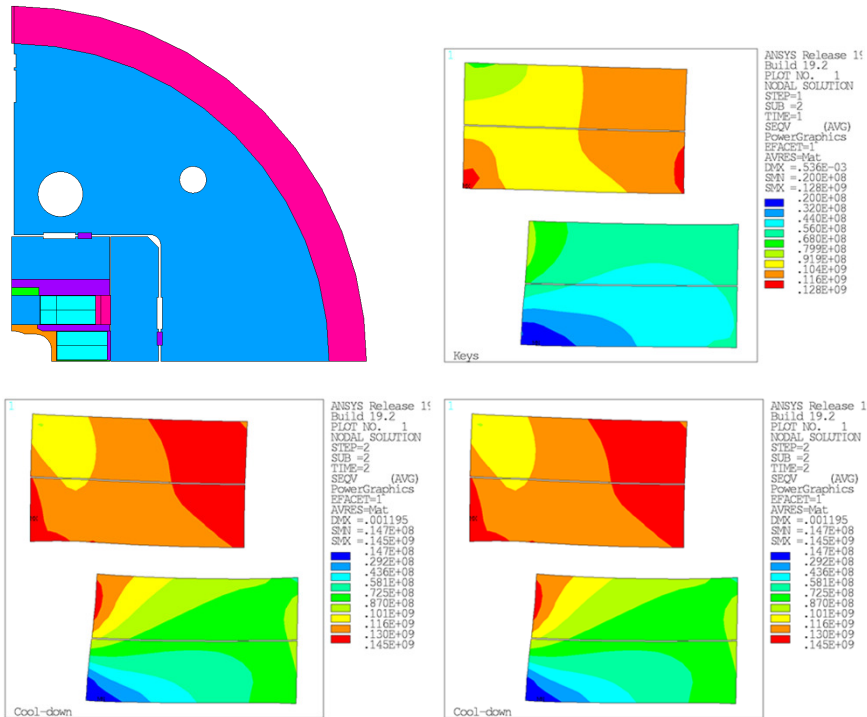 1
ANSYS Release 19
Build 19.2
PLOT NO. 1
NODAL SOLUTION
STEP=1
SUB =2
TIME=1
SEQV (AVG)
PowerGraphics
EFACET=1
AVRES=Mat
DMX =.536E-03
SMN =.200E+08
SMX =.128E+09
.200E+08
.320E+08
.440E+08
.560E+08
.680E+08
.799E+08
.919E+08
.104E+09
.116E+09
.128E+09
Keys
1
ANSYS Release 19
Build 19.2
PLOT NO. 1
NODAL SOLUTION
STEP=2
SUB =2
TIME=2
SEQV (AVG)
PowerGraphics
EFACET=1
AVRES=Mat
DMX =.001195
SMN =.147E+08
SMX =.145E+09
.147E+08
.292E+08
.436E+08
.581E+08
.725E+08
.870E+08
.101E+09
.116E+09
.130E+09
.145E+09
Cool-down
1
ANSYS Release 1
Build 19.2
PLOT NO. 1
NODAL SOLUTION
STEP=2
SUB =2
TIME=2
SEQV (AVG)
PowerGraphics
EFACET=1
AVRES=Mat
DMX =.001195
SMN =.147E+08
SMX =.145E+09
.147E+08
.292E+08
.436E+08
.581E+08
.725E+08
.870E+08
.101E+09
.116E+09
.130E+09
.145E+09
Cool-down